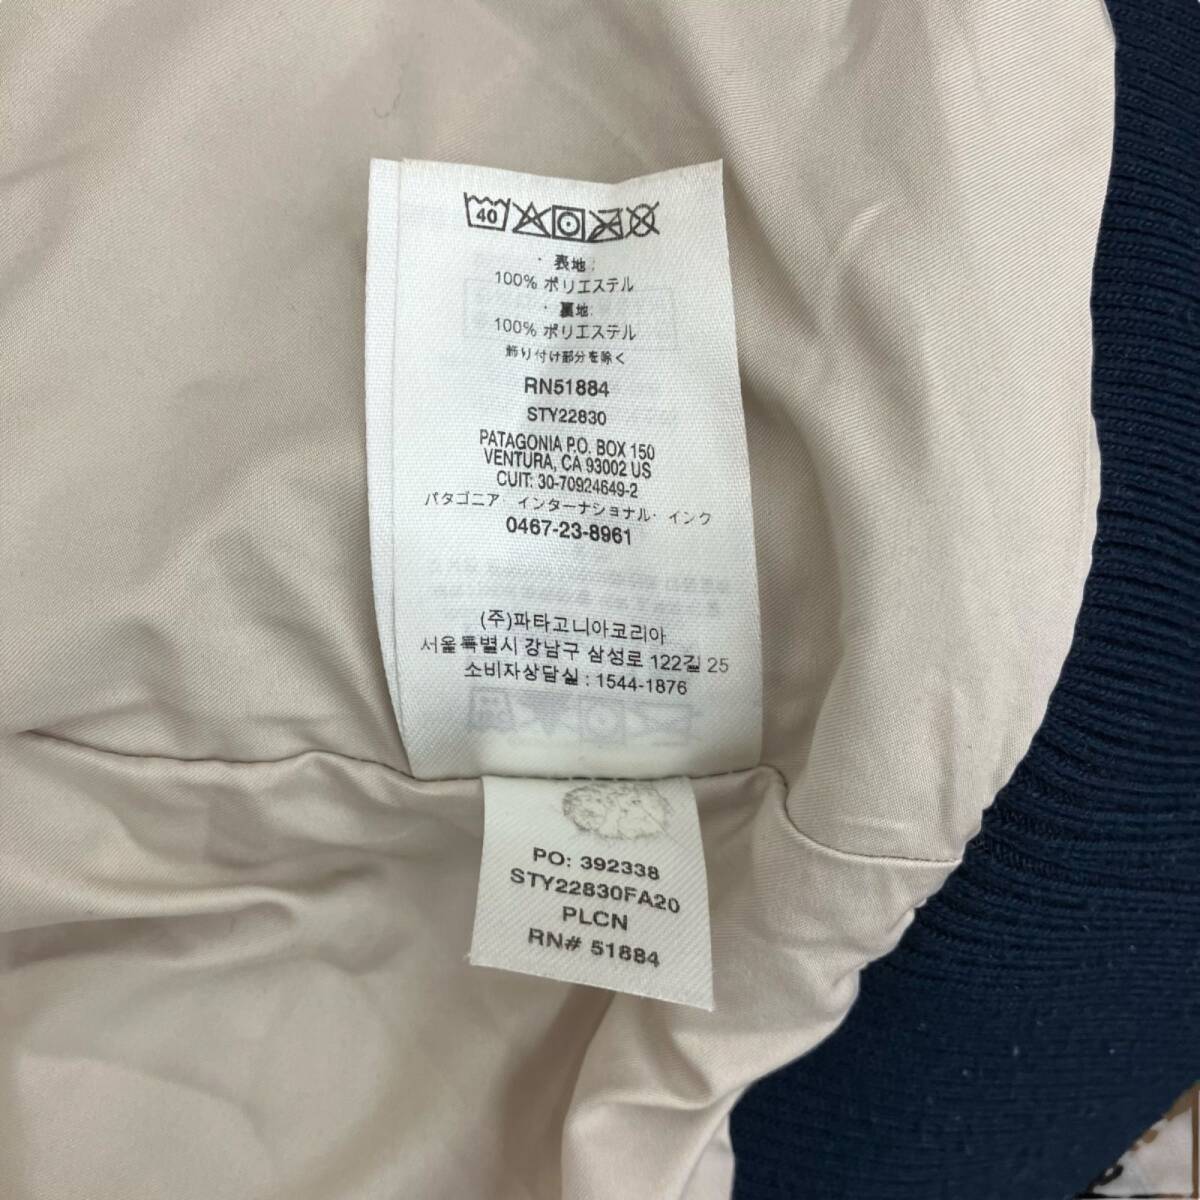 40
・表地:
100% ポリエステル
・裏地:
100% ポリエステル
飾り付け部分を除く
RN51884
STY22830
PATAGONIA P.O. BOX 150
VENTURA, CA 93002 US
CUIT: 30-70924649-2
パタゴニア・インターナショナル・インク
0467-23-8961
(주)파타고니아코리아
서울특별시 강남구 삼성로 122길 25
소비자상담실 : 1544-1876
PO: 392338
STY22830FA20
PLCN
RN# 51884